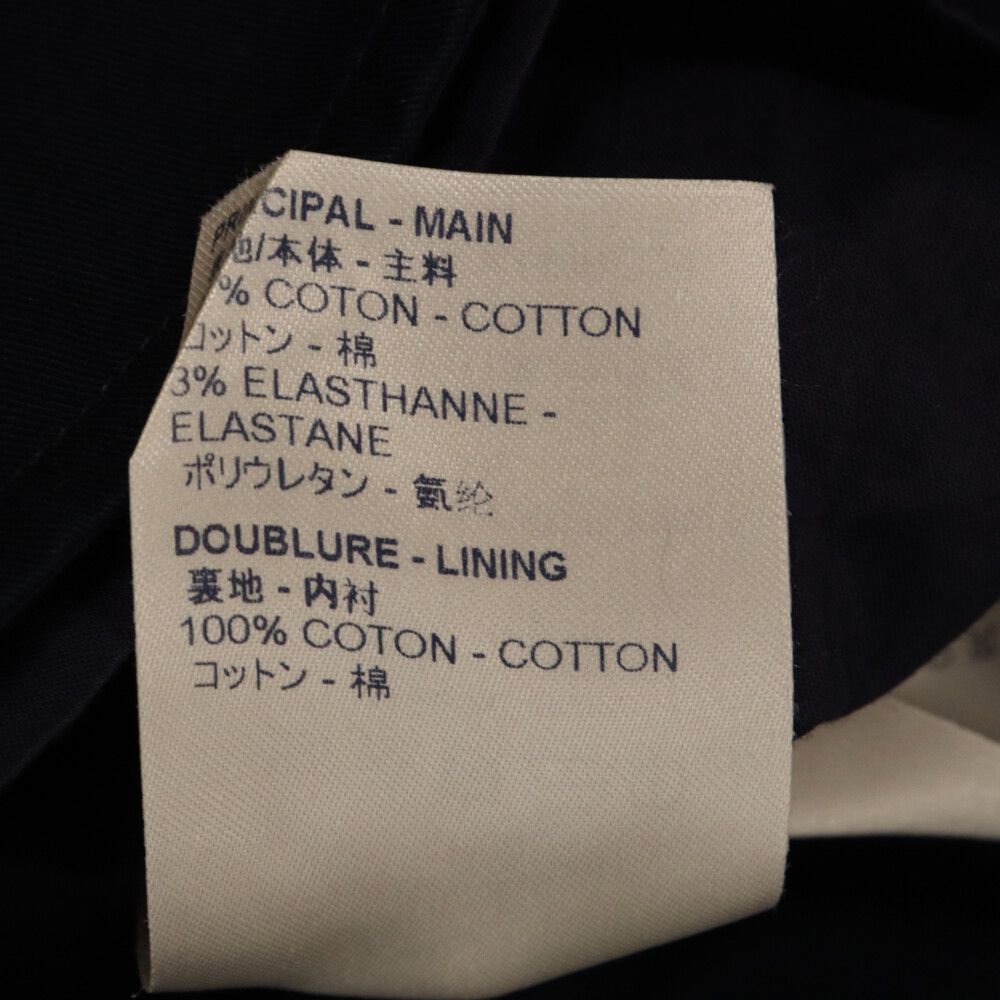 CIPAL - MAIN
地/本体 - 主料
% COTON - COTTON
コットン - 棉
3% ELASTHANNE -
ELASTANE
ポリウレタン - 氨纶
DOUBLURE - LINING
裏地 - 内衬
100% COTON - COTTON
コットン - 棉